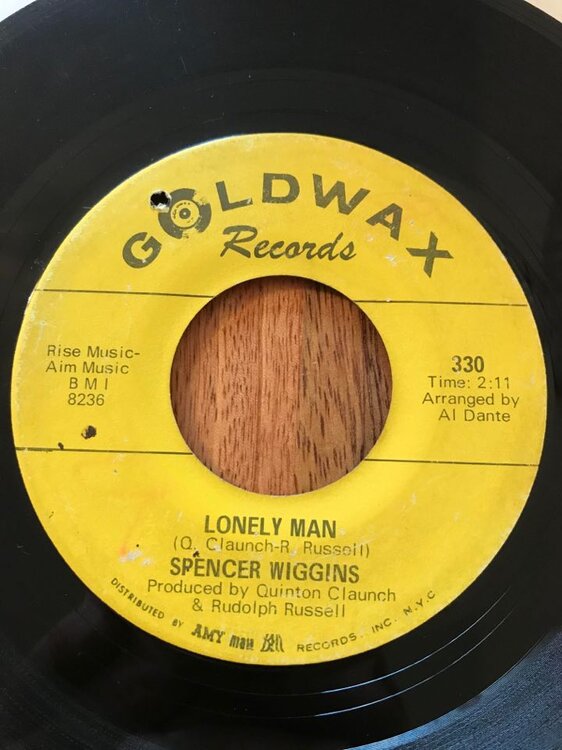 GOLDWAX
Records
Rise Music-
Aim Music
B M I
8236
330
Time: 2:11
Arranged by
Al Dante
LONELY MAN
(Q. Claunch-R. Russell)
SPENCER WIGGINS
Produced by Quinton Claunch
& Rudolph Russell
DISTRIBUTED BY AMY mala bell RECORDS, INC. N.Y.C